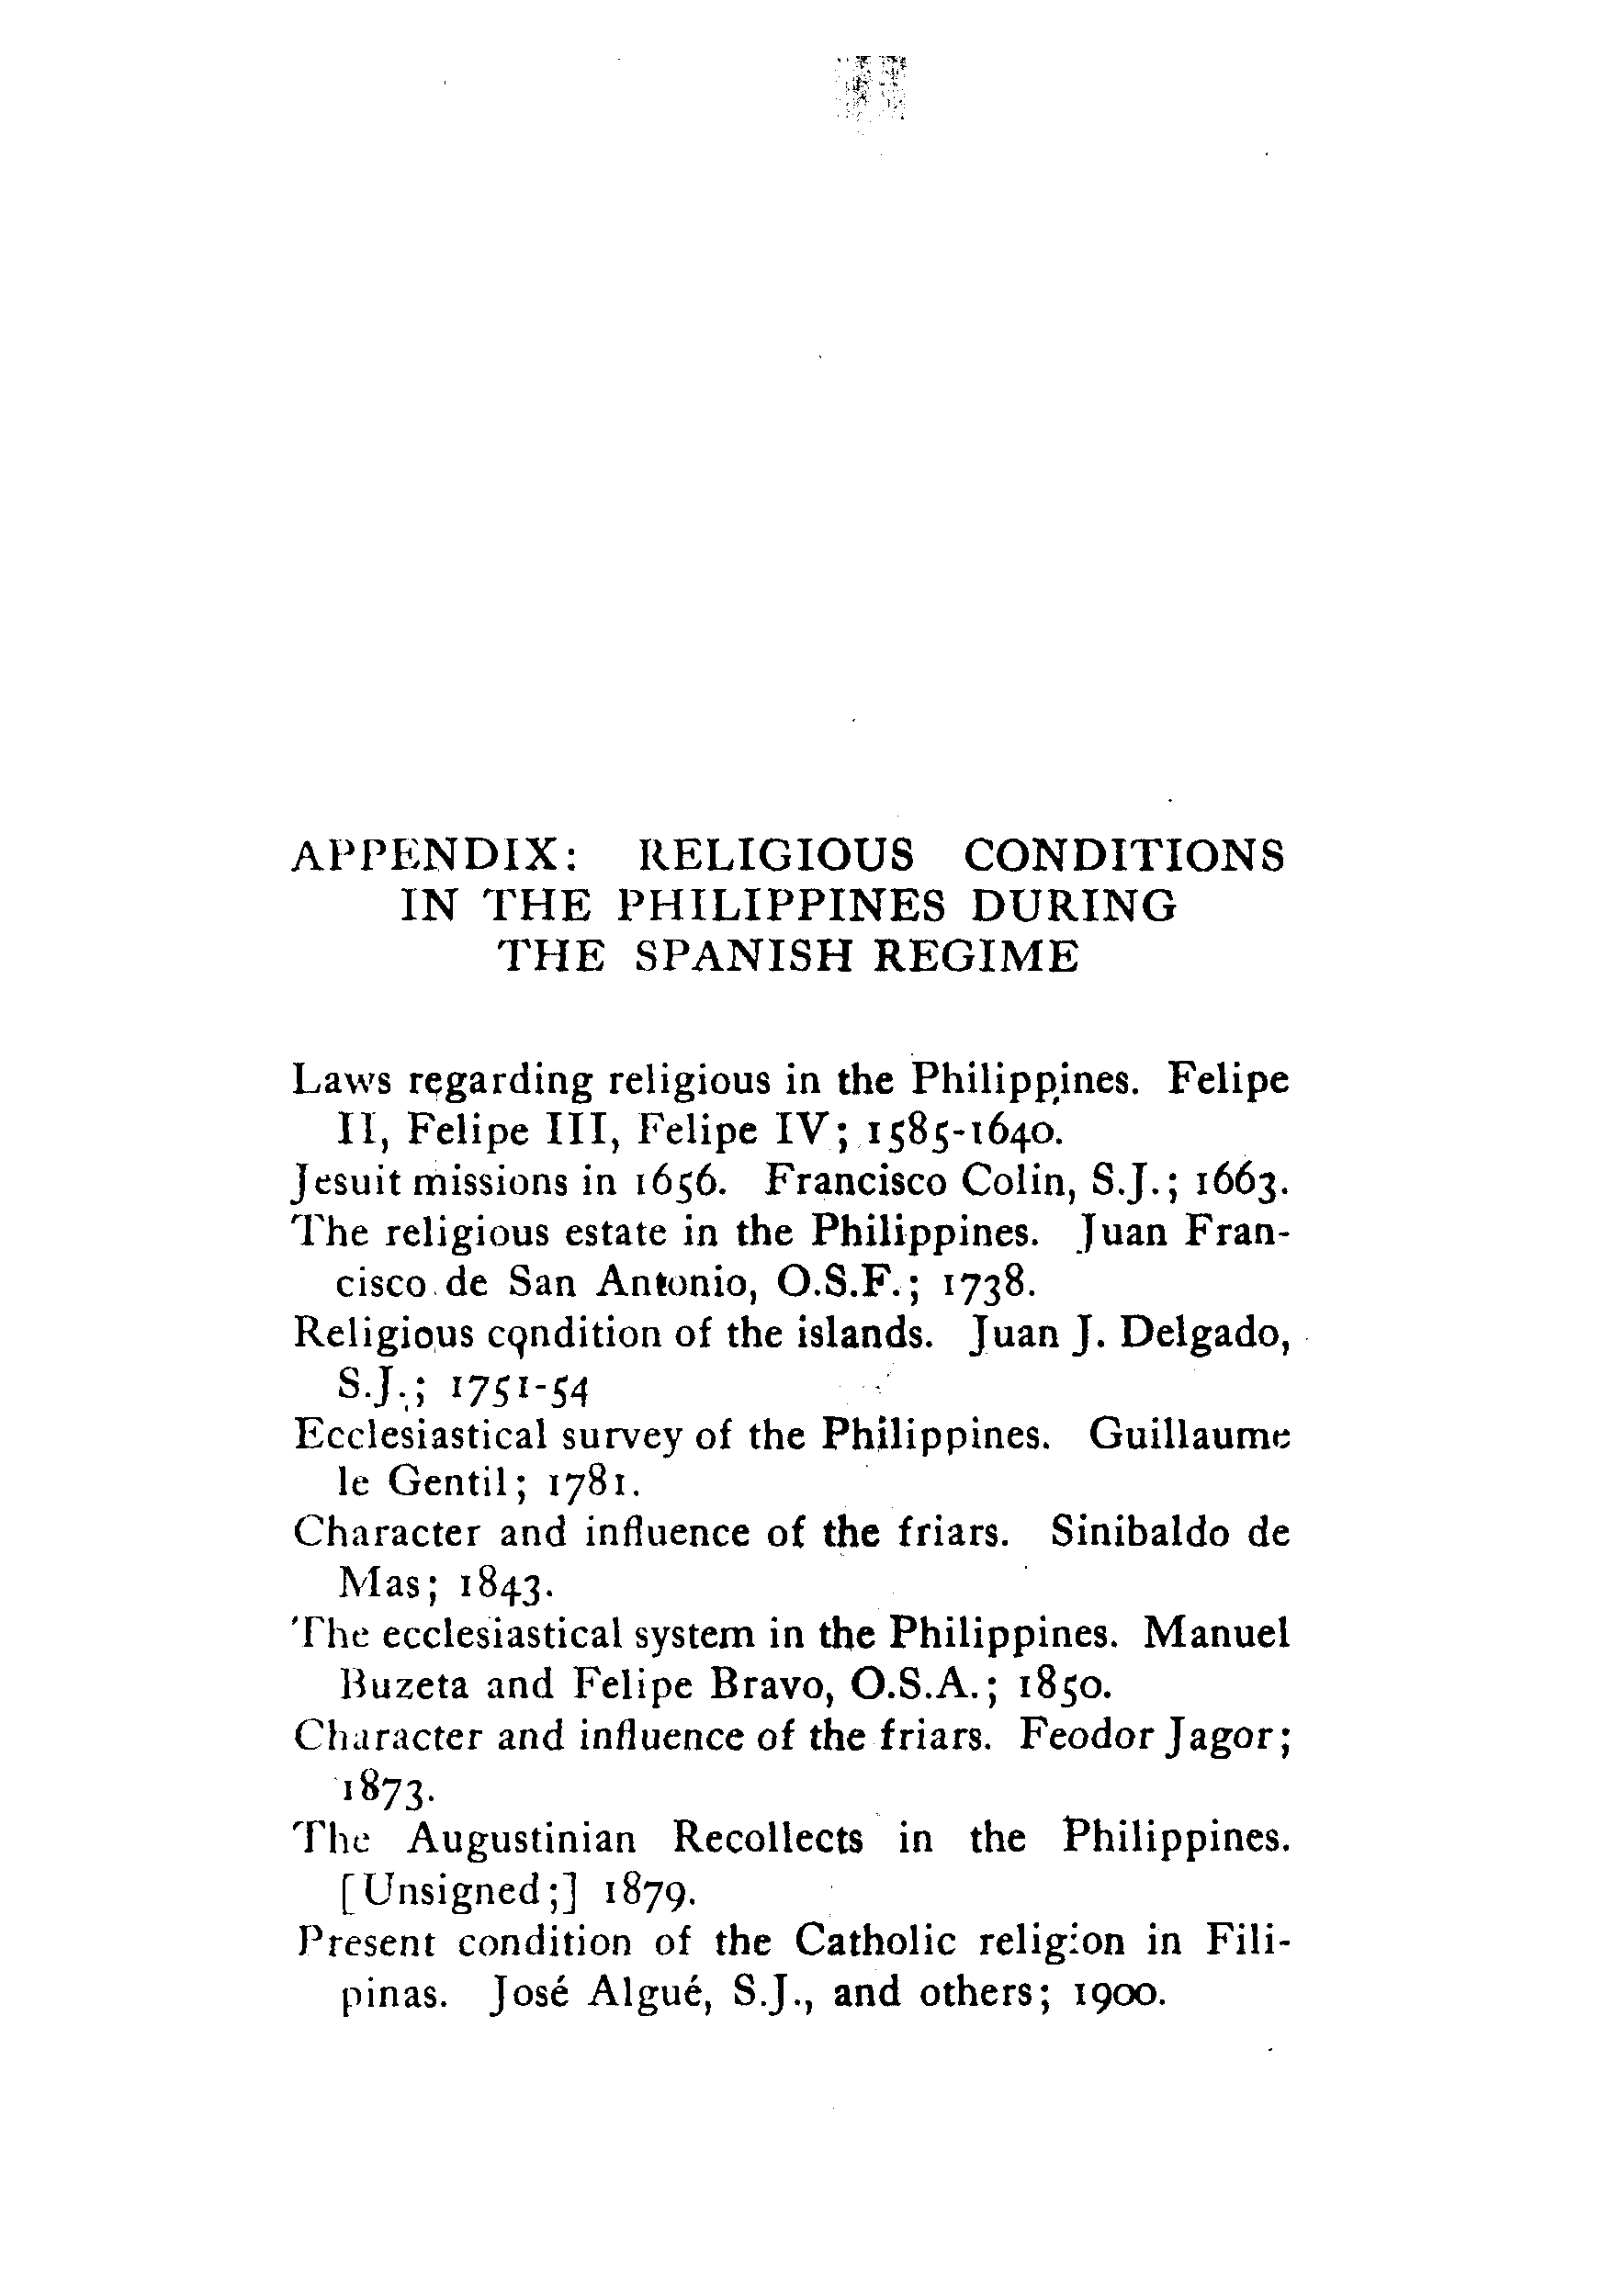 APPENDIX: RELIGIOUS CONDITIONS
IN THE PHILIPPINES DURING
THE SPANISH REGIME
Laws regarding religious in the Philippines. Felipe
II, Felipe III, Felipe IV; 1585-1640.
Jesuit missions in 1656. Francisco Colin, S.J.; 1663.
The religious estate in the Philippines. Juan Fran-
cisco de San Antonio, O.S.F.; 1738.
Religious condition of the islands. Juan J. Delgado,
S.J.; 1751-54
Ecclesiastical survey of the Philippines. Guillaume
le Gentil; 1781.
Character and influence of the friars. Sinibaldo de
Mas; 1843.
The ecclesiastical system in the Philippines. Manuel
Buzeta and Felipe Bravo, O.S.A.; 1850.
Character and influence of the friars. Feodor Jagor;
1873.
The Augustinian Recollects in the Philippines.
[Unsigned;] 1879.
Present condition of the Catholic religion in Fili-
pinas. José Algué, S.J., and others; 1900.